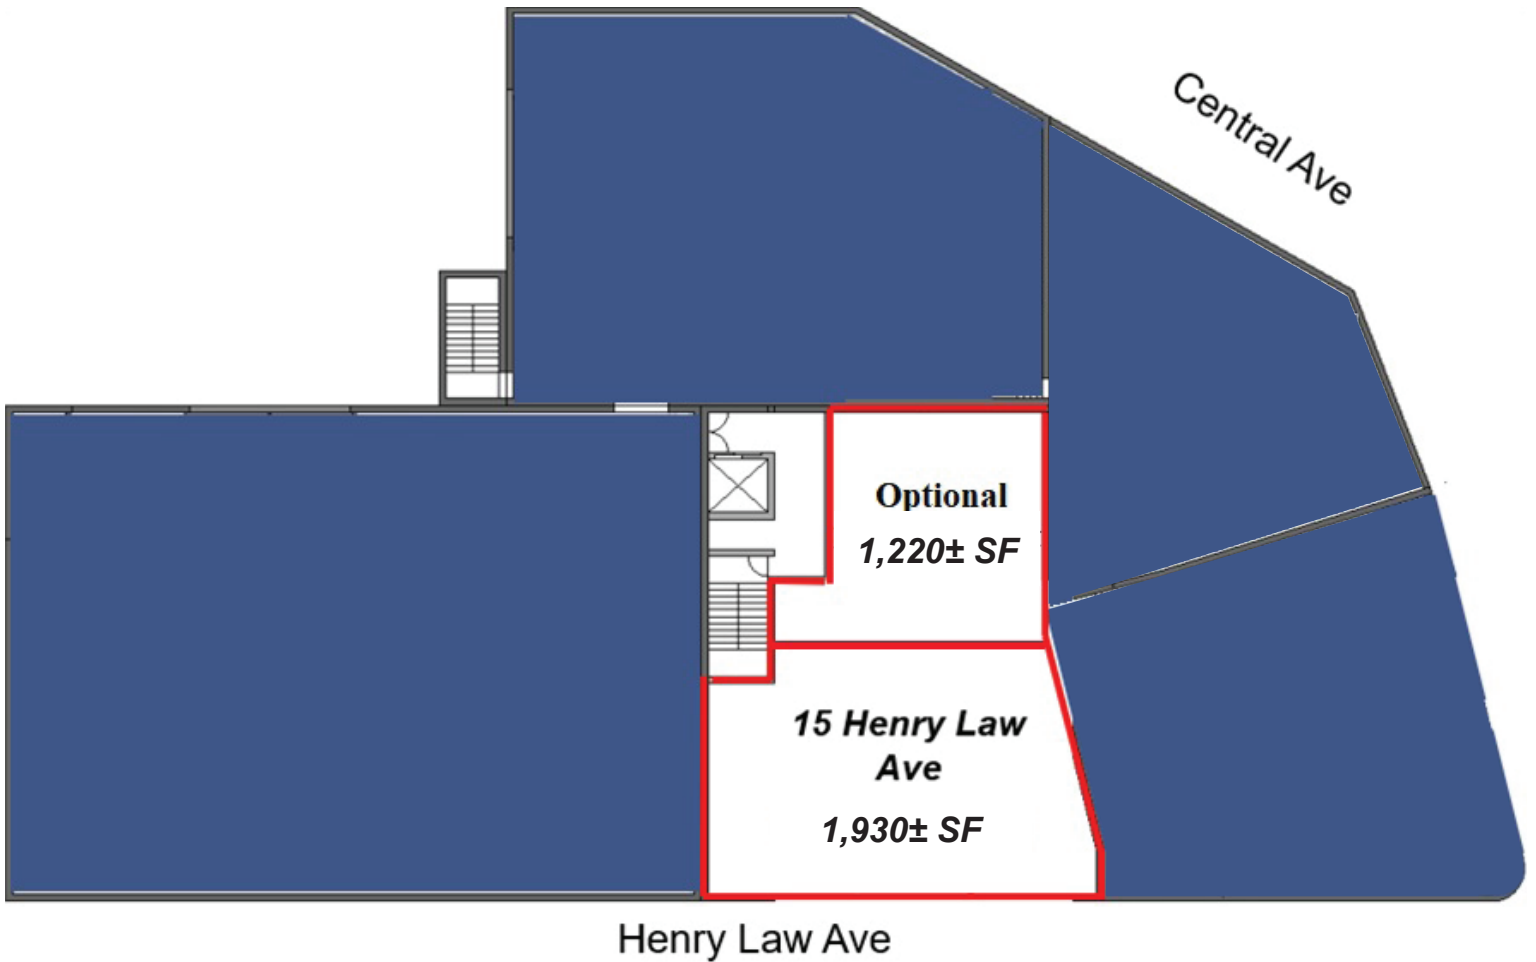 Central Ave
Optional
1,220± SF
15 Henry Law
Ave
1,930± SF
Henry Law Ave